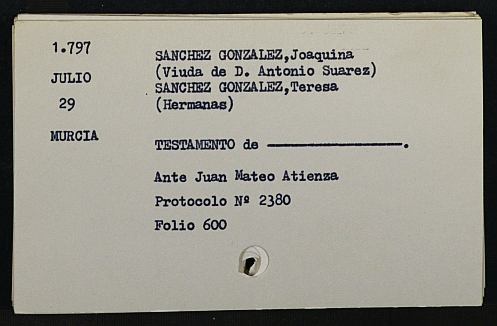 1.797
JULIO
29
MURCIA
SANCHEZ GONZALEZ,Joaquina
(Viuda de D. Antonio Suarez)
SANCHEZ GONZALEZ,Teresa
(Hermanas)
TESTAMENTO de ———————————.
Ante Juan Mateo Atienza
Protocolo Nº 2380
Folio 600